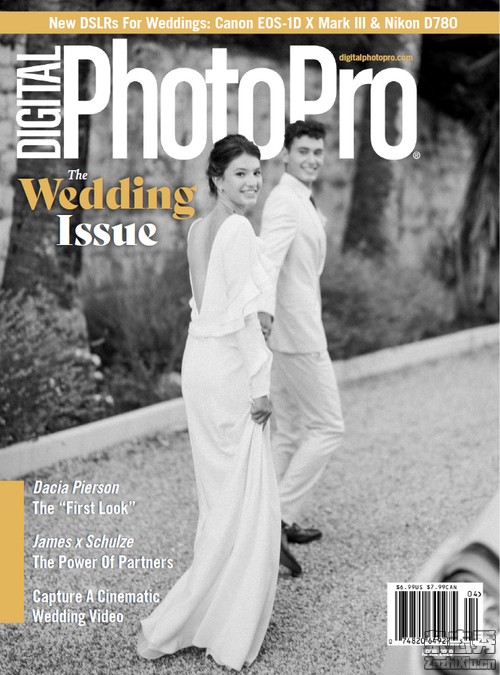 New DSLRs For Weddings: Canon EOS-1D X Mark III & Nikon D780
digitalphotopro.com
DIGITAL
PhotoPro®
The
Wedding
Issue
Dacia Pierson
The “First Look”
James x Schulze
The Power Of Partners
Capture A Cinematic
Wedding Video
$6.99US $7.99CAN
04>